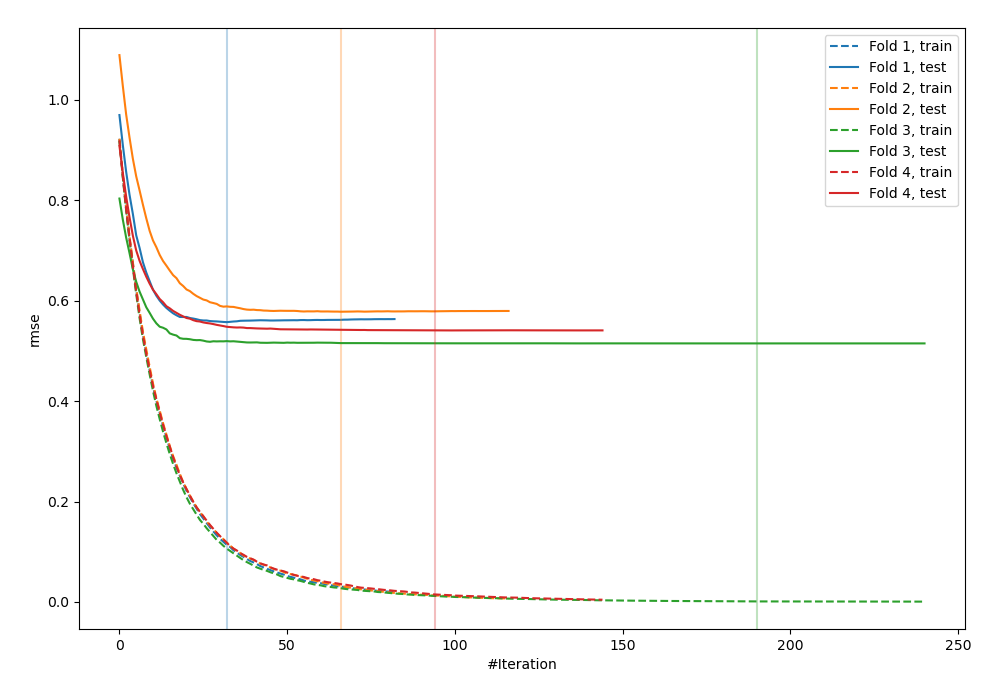 rmse
1.0
0.8
0.6
0.4
0.2
0.0
0
50
100
150
200
250
#Iteration
Fold 1, train
Fold 1, test
Fold 2, train
Fold 2, test
Fold 3, train
Fold 3, test
Fold 4, train
Fold 4, test